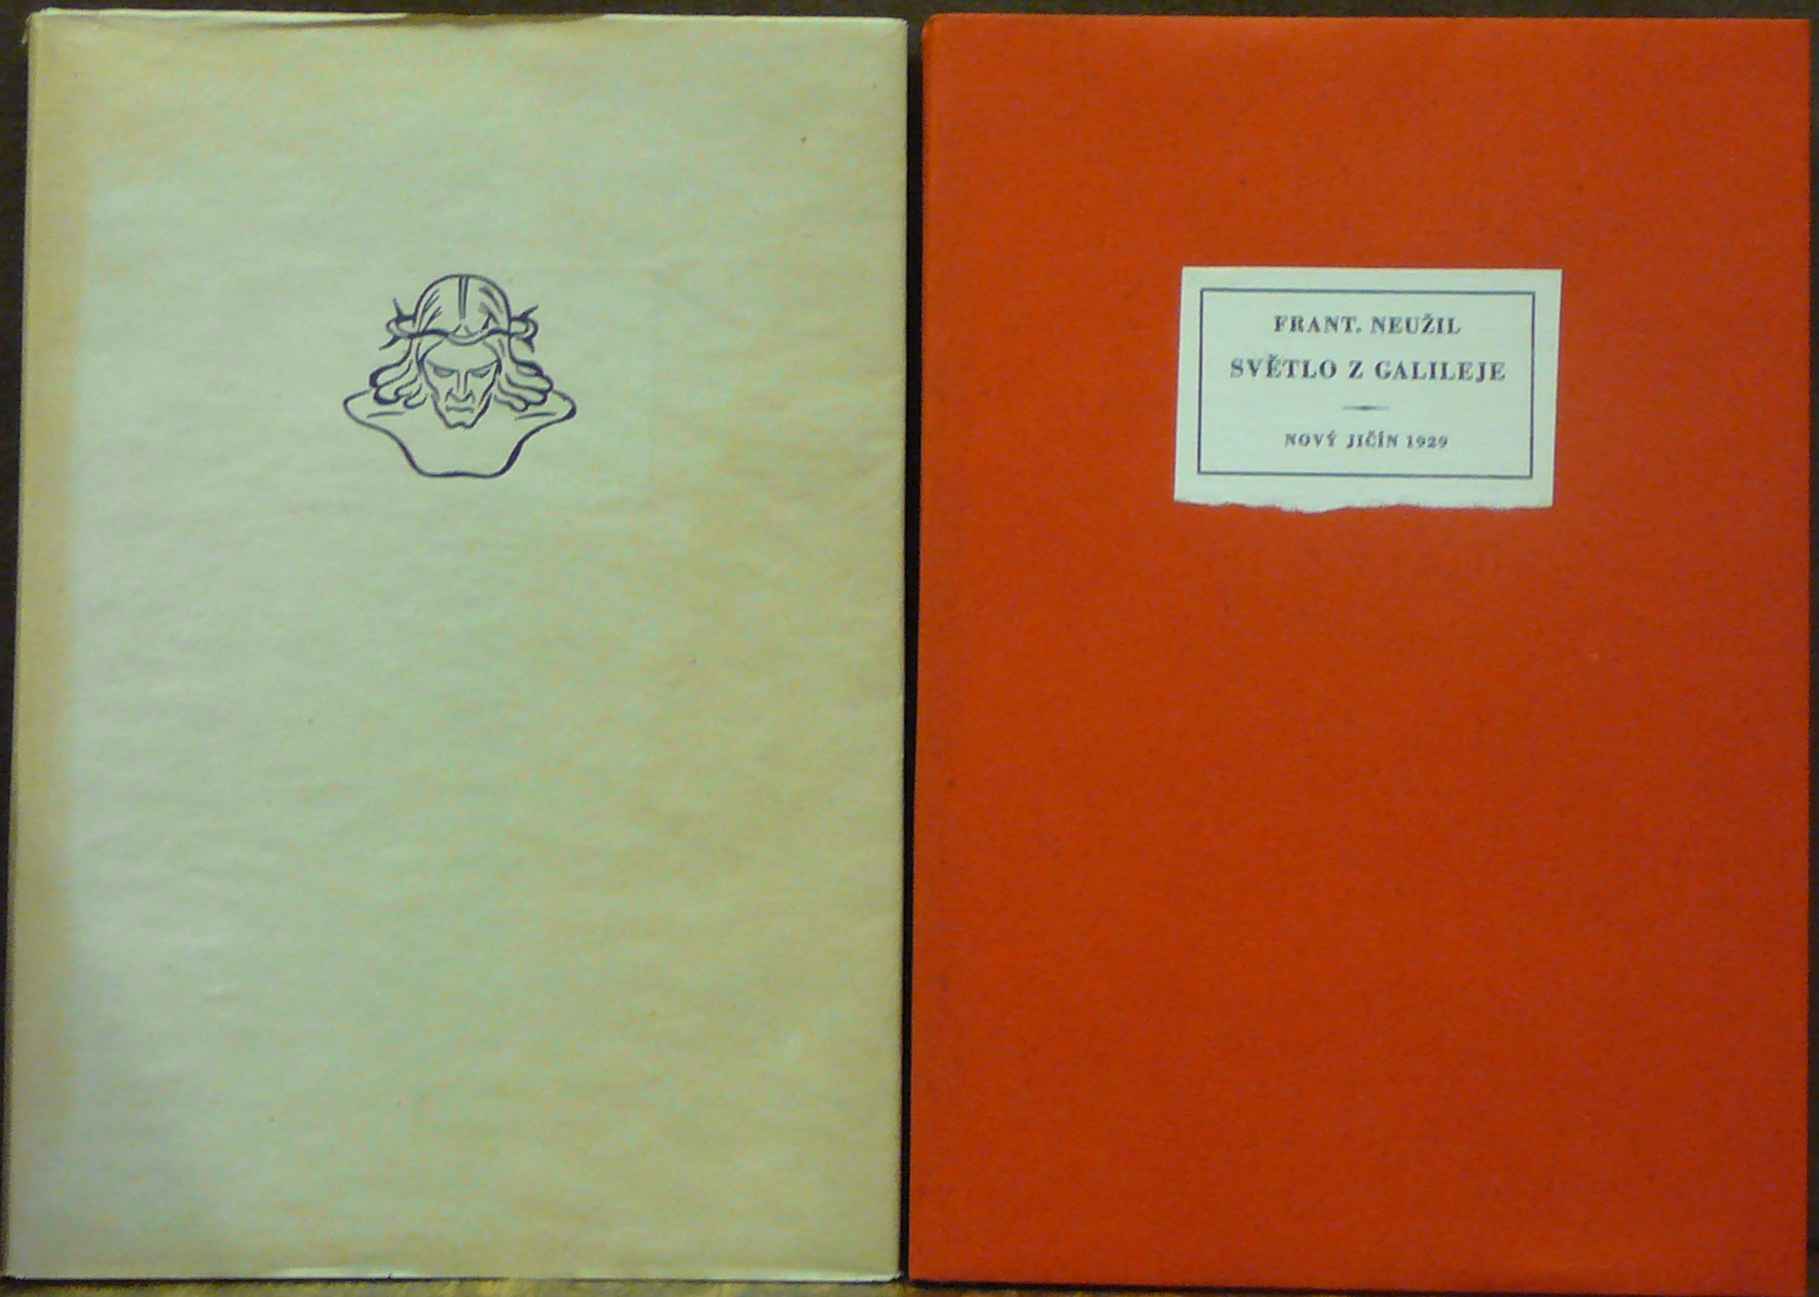 FRANT. NEUŽIL
SVĚTLO Z GALILEJE
NOVÝ JIČÍN 1929